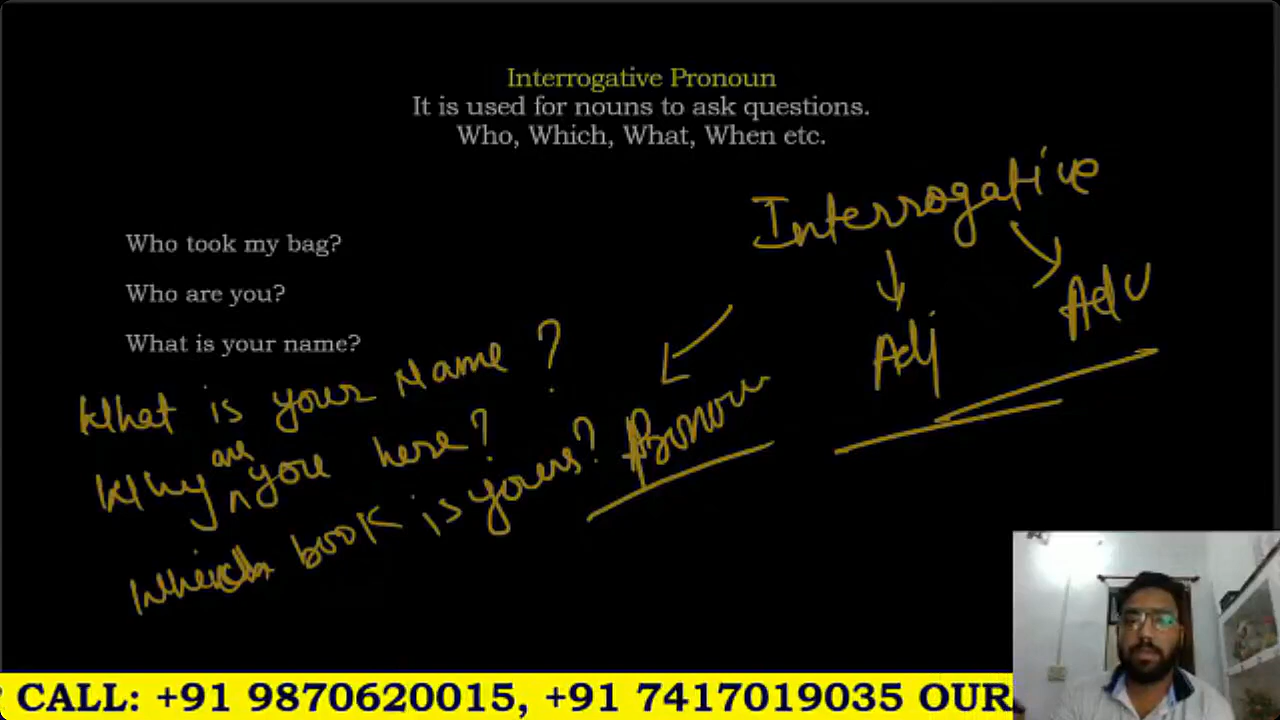 Interrogative Pronoun
It is used for nouns to ask questions.
Who, Which, What, When etc.
Interrogative
Who took my bag?
Who are you?
Adv
What is your name?
Adj
What is your Name?
Pronoun
are
Why ^ you here?
Which book is yours?
CALL: +91 9870620015, +91 7417019035 OUR